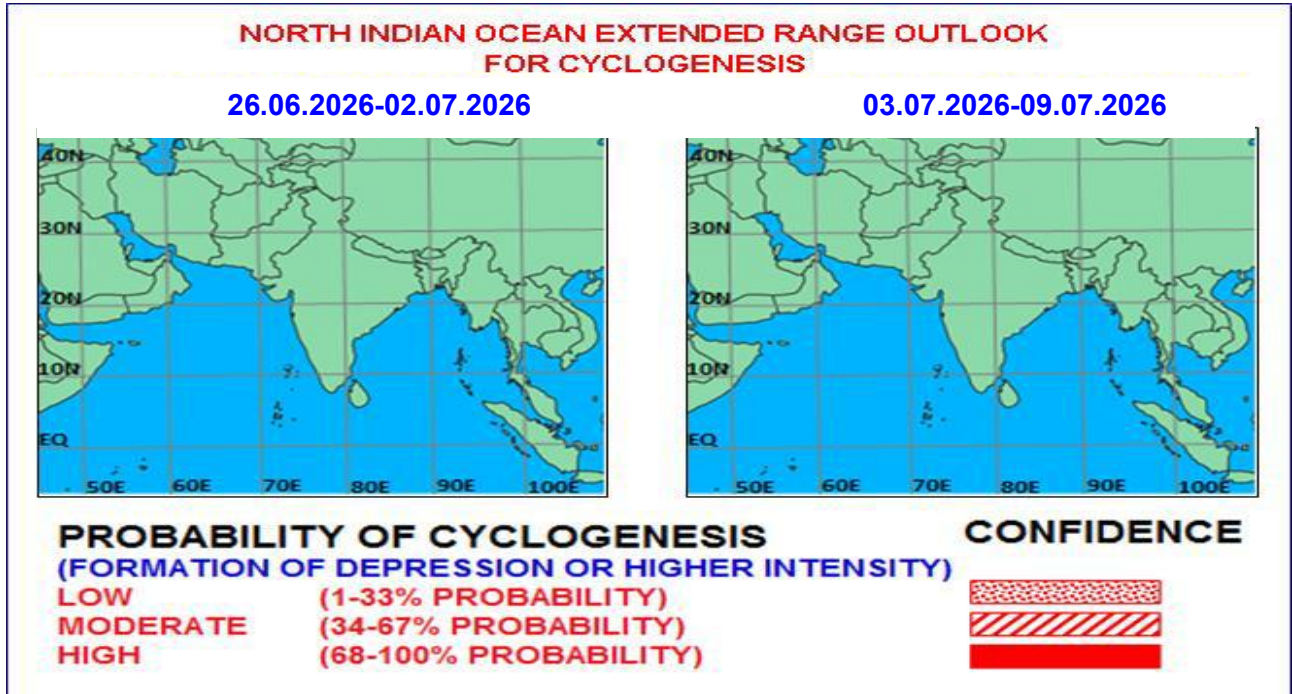 NORTH INDIAN OCEAN EXTENDED RANGE OUTLOOK
FOR CYCLOGENESIS
26.06.2026-02.07.2026
03.07.2026-09.07.2026
40N
30N
20N
10N
EQ
50E 60E 70E 80E 90E 100E
40N
30N
20N
10N
EQ
50E 60E 70E 80E 90E 100E
PROBABILITY OF CYCLOGENESIS CONFIDENCE
(FORMATION OF DEPRESSION OR HIGHER INTENSITY)
LOW (1-33% PROBABILITY)
MODERATE (34-67% PROBABILITY)
HIGH (68-100% PROBABILITY)